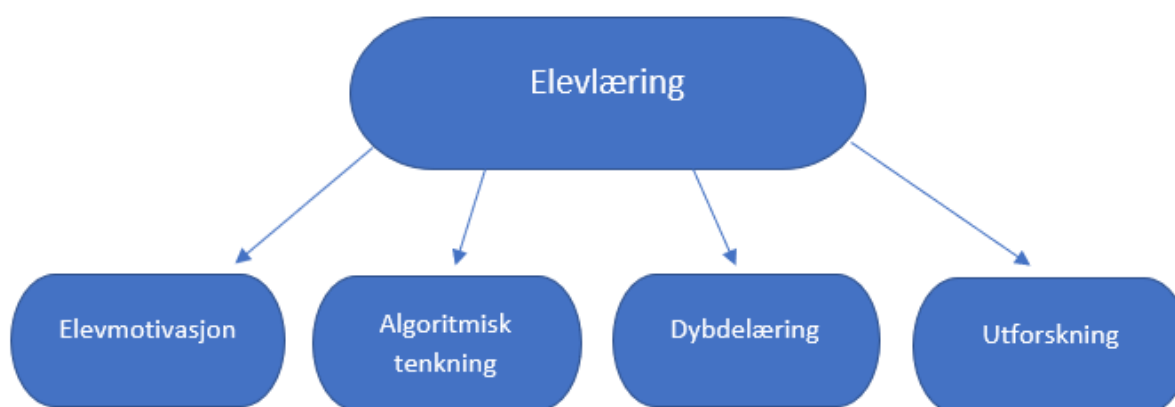 Elevlæring
Elevmotivasjon
Algoritmisk
tenkning
Dybdelæring
Utforskning